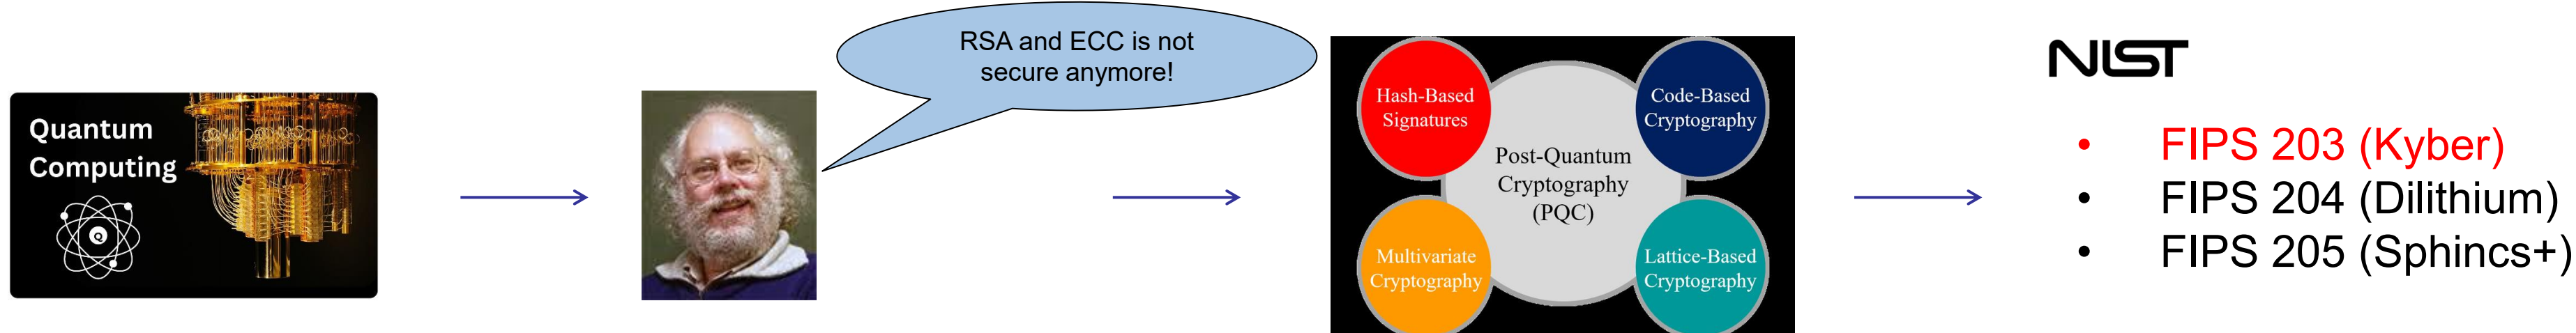 Quantum
Computing
Q
RSA and ECC is not
secure anymore!
Hash-Based
Signatures
Code-Based
Cryptography
Post-Quantum
Cryptography
(PQC)
Multivariate
Cryptography
Lattice-Based
Cryptography
NIST
• FIPS 203 (Kyber)
• FIPS 204 (Dilithium)
• FIPS 205 (Sphincs+)